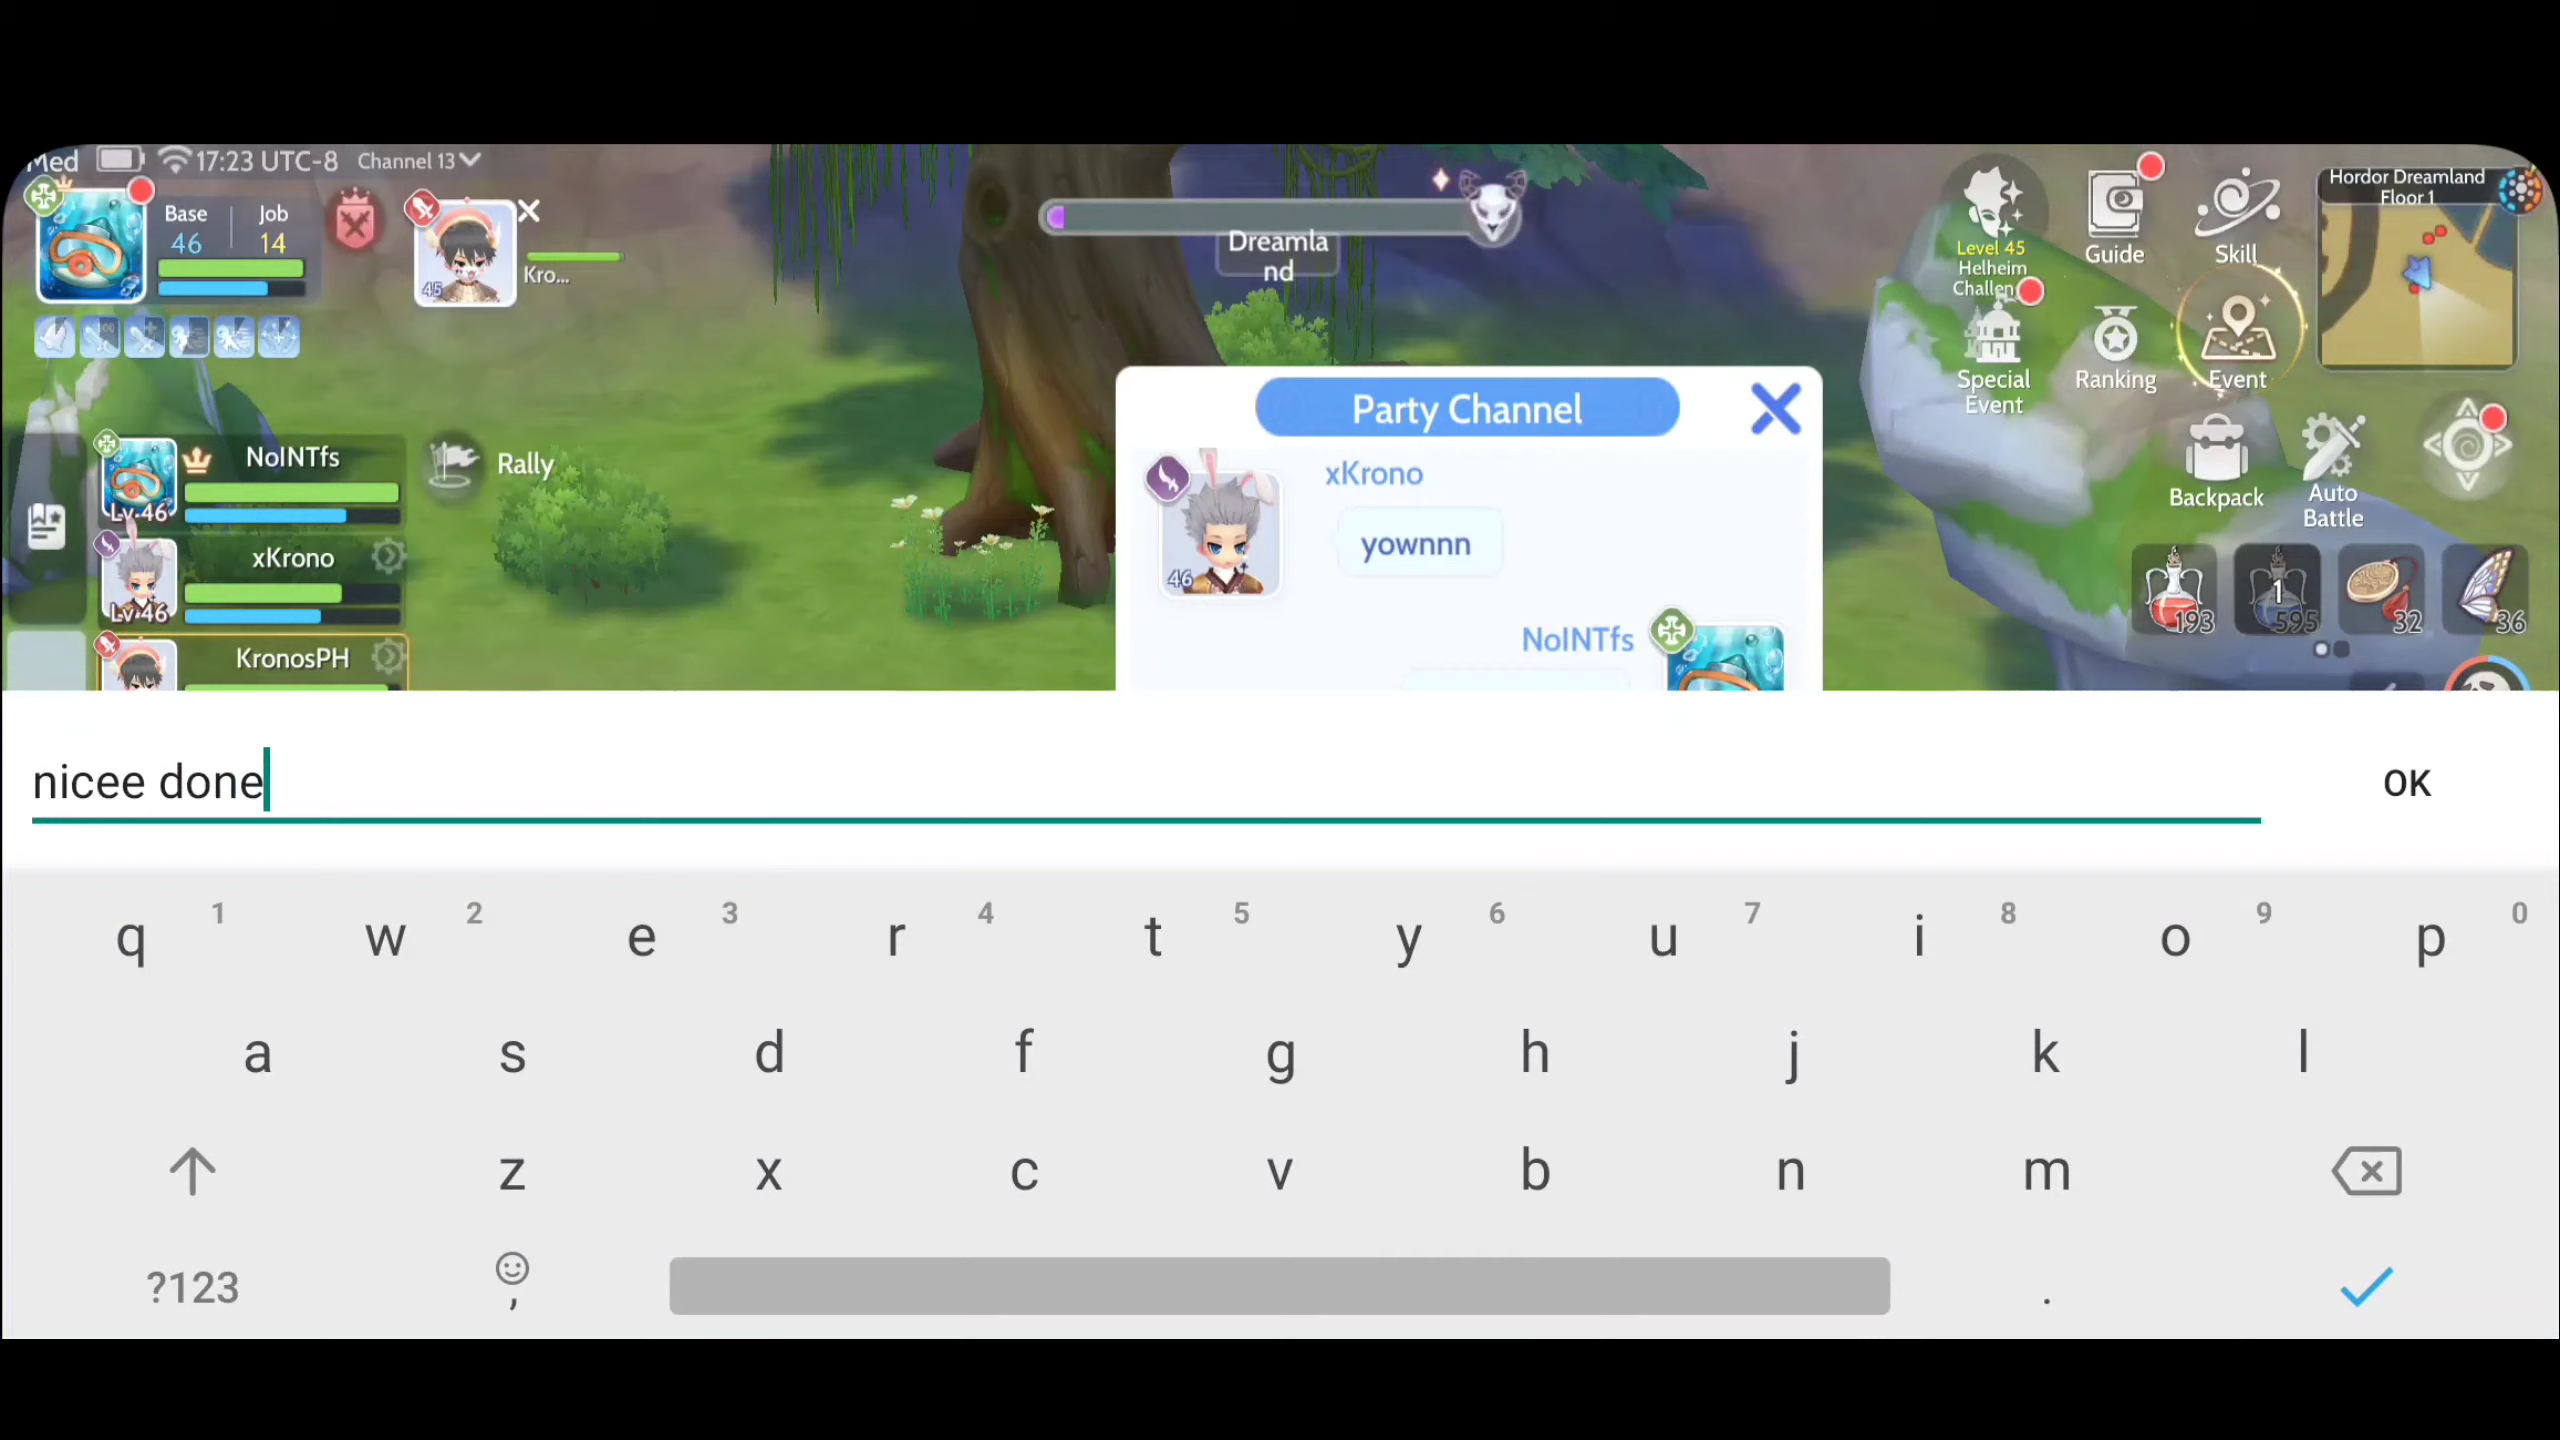 Med 17:23 UTC-8 Channel 13
Base
46
Job
14
45
Kro...
Dreamla
nd
Level 45
Helheim
Challen
Guide
Skill
Hordor Dreamland
Floor 1
Special
Event
Ranking
Event
Backpack
Auto
Battle
193
1
595
32
36
NoINTfs
Lv.46
Rally
xKrono
Lv.46
KronosPH
Party Channel
xKrono
yownnn
46
NoINTfs
nicee done
OK
q 1 w 2 e 3 r 4 t 5 y 6 u 7 i 8 o 9 p 0
a s d f g h j k l
z x c v b n m
?123 , .